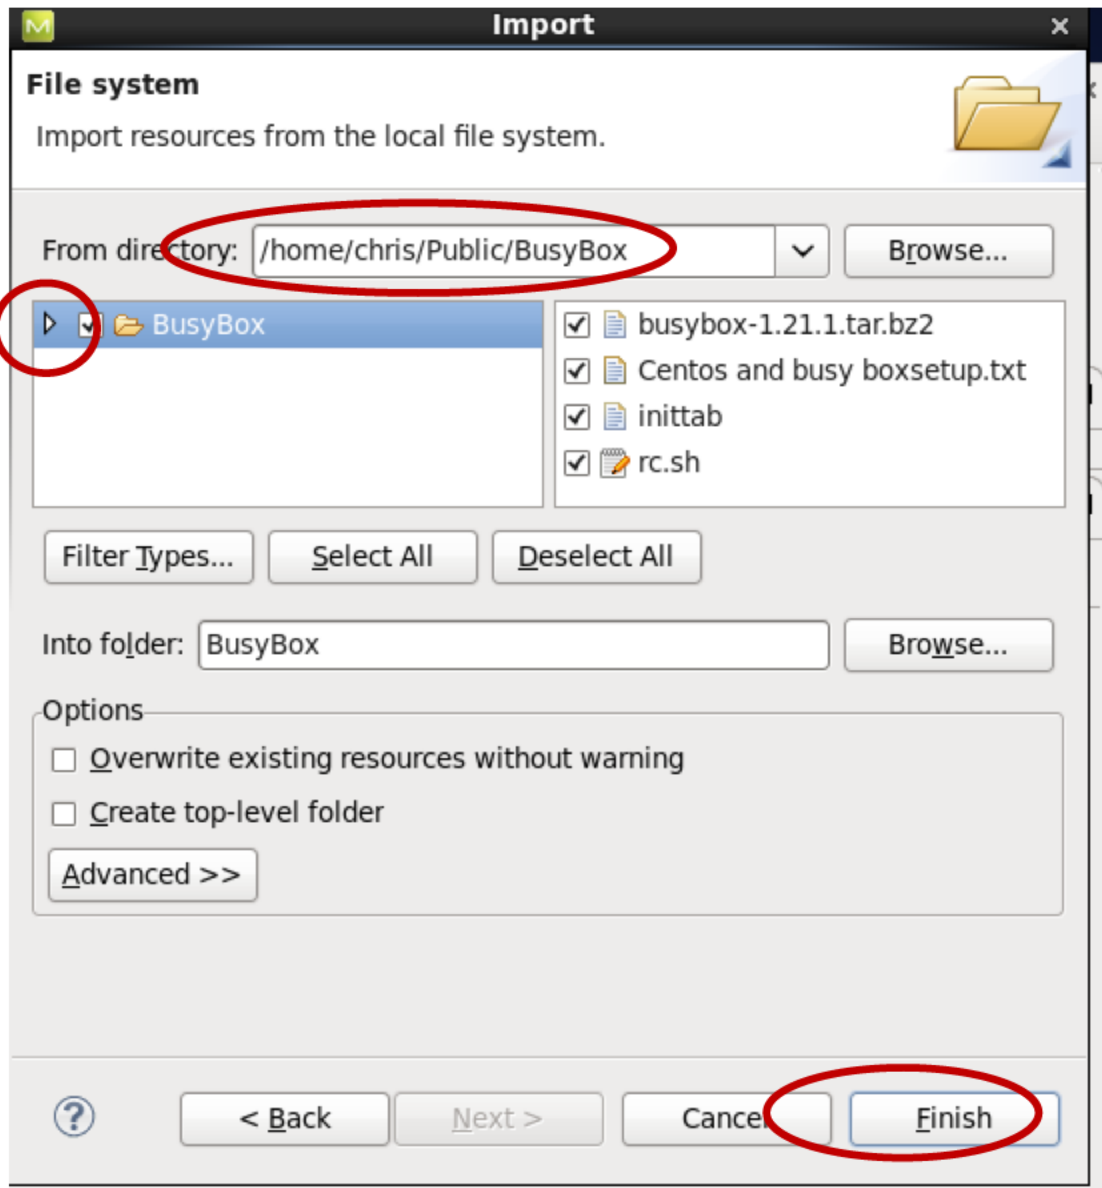 Import
File system
Import resources from the local file system.
From directory: /home/chris/Public/BusyBox Browse...
BusyBox
busybox-1.21.1.tar.bz2
Centos and busy boxsetup.txt
inittab
rc.sh
Filter Types... Select All Deselect All
Into folder: BusyBox Browse...
Options
Overwrite existing resources without warning
Create top-level folder
Advanced >>
? < Back Next > Cancel Finish